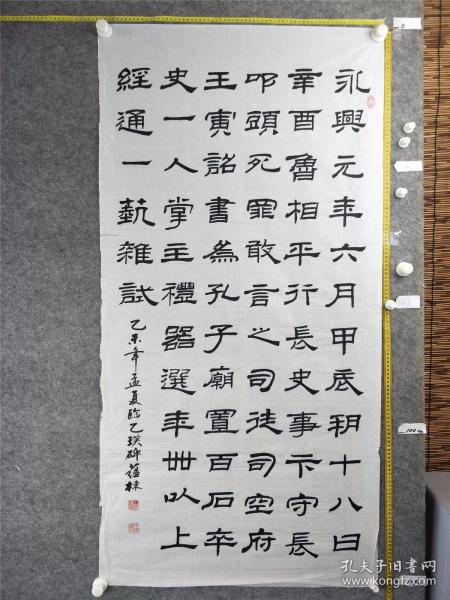 永興元年六月甲辰朔十八日
辛酉魯相平行長史事卞守長
叩頭死罪敢言之司徒司空府
王寅詔書為孔子廟置百石卒
史一人掌主禮器選年卌以上
經通一藝雜試
乙未年孟夏臨乙瑛碑蕴棟
孔夫子旧书网
book.kongfz.com